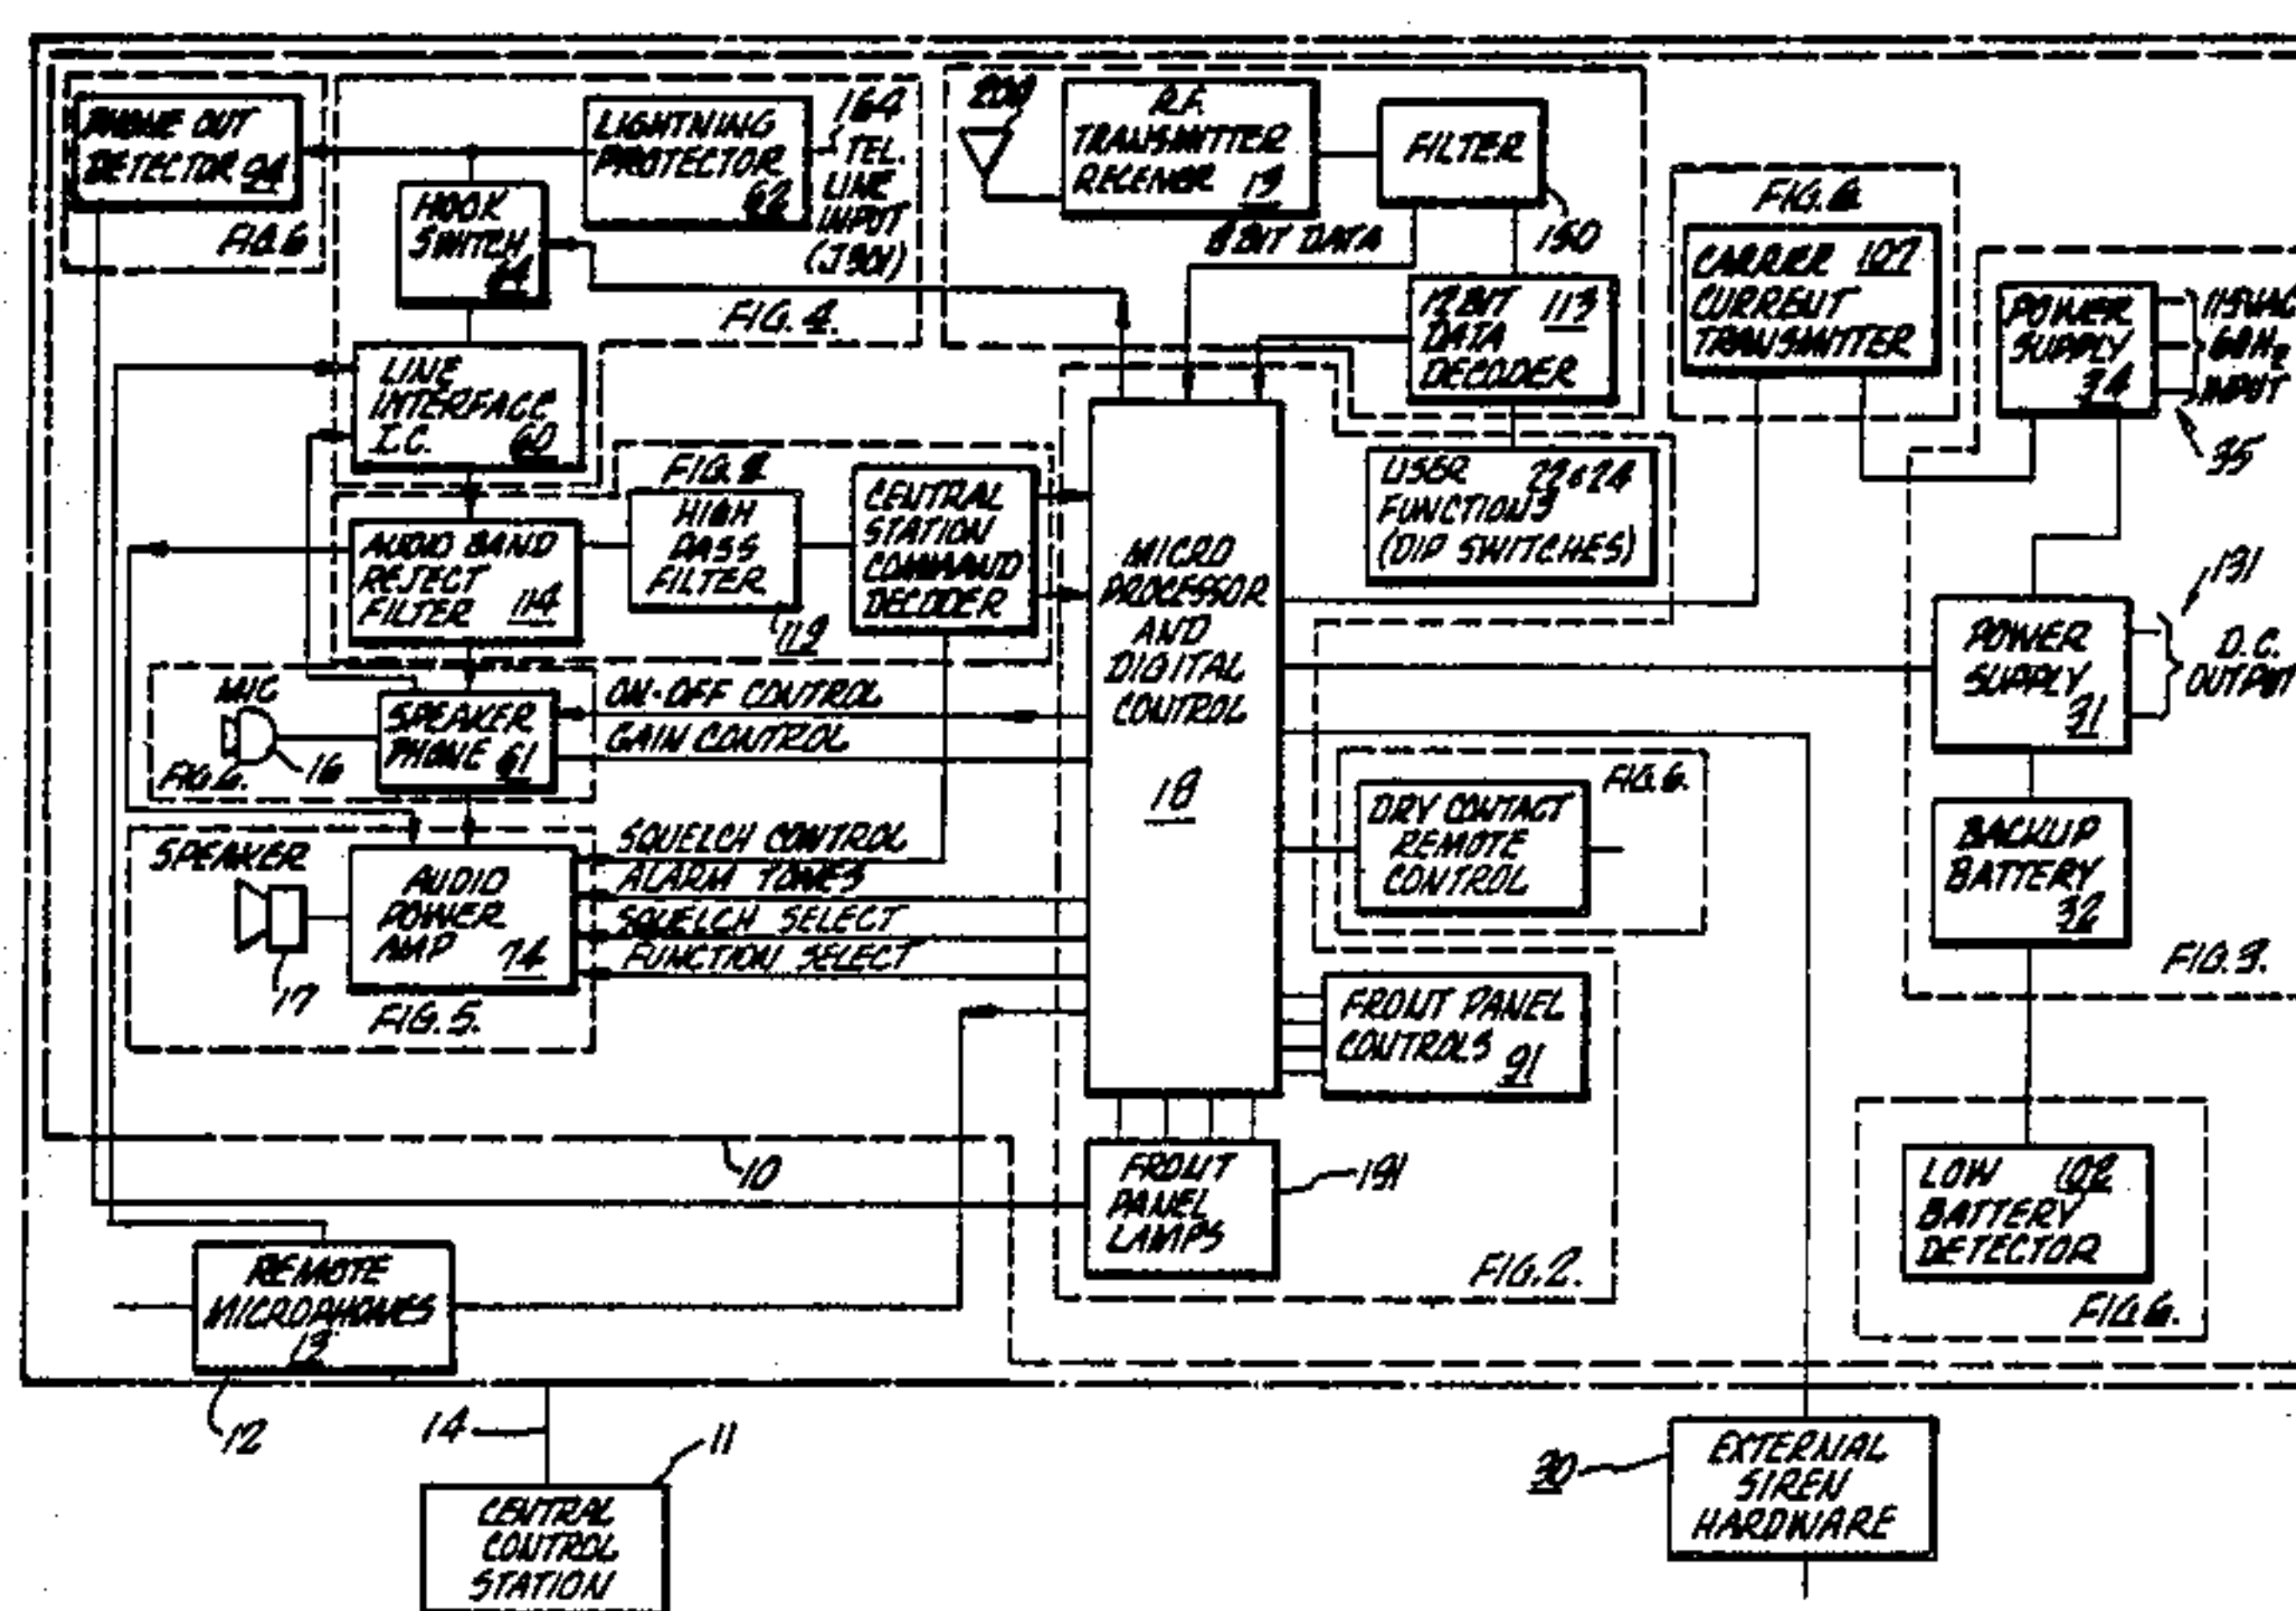 PHONE OUT
DETECTOR 94
FIG. 6
LIGHTNING
PROTECTOR
62
164
TEL.
LINE
INPUT
(J301)
HOOK
SWITCH
64
FIG. 4.
LINE
INTERFACE
I.C. 60
200
R.F.
TRANSMITTER
RECEIVER 19
FILTER
150
8 BIT DATA
12 BIT 113
DATA
DECODER
USER 22&24
FUNCTIONS
(DIP SWITCHES)
FIG. 6
CARRIER 107
CURRENT
TRANSMITTER
POWER
SUPPLY
34
115VAC
60Hz
INPUT
35
HIGH
PASS
FILTER
112
CENTRAL
STATION
COMMAND
DECODER
AUDIO BAND
REJECT
FILTER 114
MIC
16
FIG. 6.
SPEAKER
PHONE 61
ON-OFF CONTROL
GAIN CONTROL
MICRO
PROCESSOR
AND
DIGITAL
CONTROL
18
POWER
SUPPLY
31
131
D.C.
OUTPUT
SPEAKER
17
AUDIO
POWER
AMP 74
FIG. 5.
SQUELCH CONTROL
ALARM TONES
SQUELCH SELECT
FUNCTION SELECT
DRY CONTACT
REMOTE
CONTROL
FIG. 6.
BACKUP
BATTERY
32
FIG. 3.
FRONT PANEL
CONTROLS 91
10
FRONT
PANEL
LAMPS
191
FIG. 2.
LOW 102
BATTERY
DETECTOR
FIG. 6.
REMOTE
MICROPHONES
13
12
14
11
CENTRAL
CONTROL
STATION
30
EXTERNAL
SIREN
HARDWARE